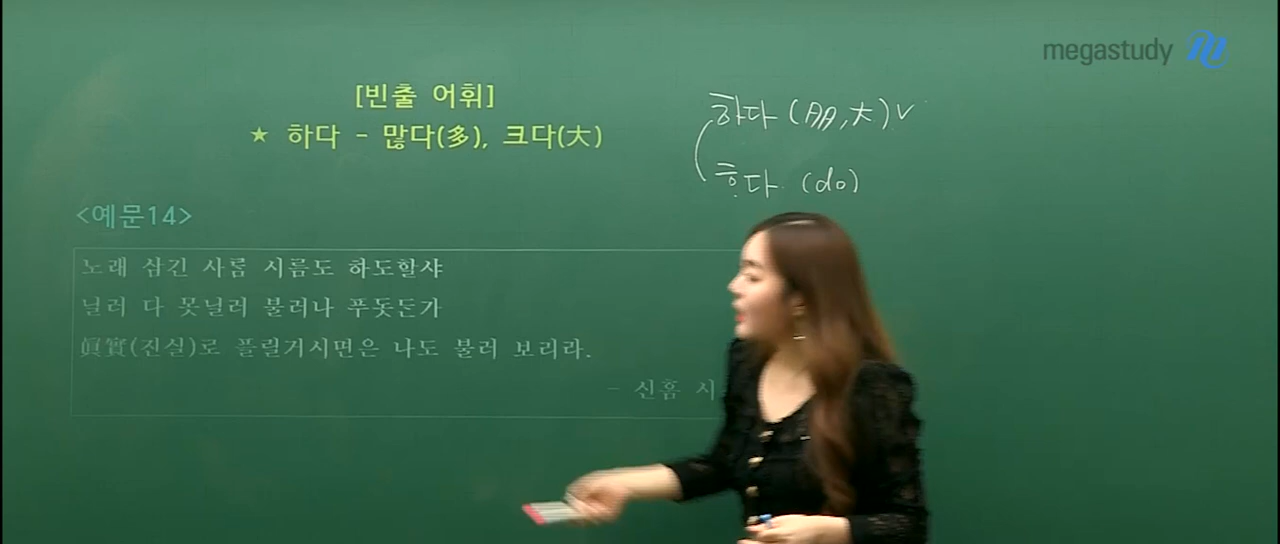 megastudy
[빈출 어휘]
★ 하다 - 많다(多), 크다(大)
하다 (多, 大) ✓
ᄒᆞ다 (do)
<예문14>
노래 삼긴 사람 시름도 하도할샤
닐러 다 못닐러 불러나 푸돗든가
眞實(진실)로 플릴거시면은 나도 불러 보리라.
- 신흠 시